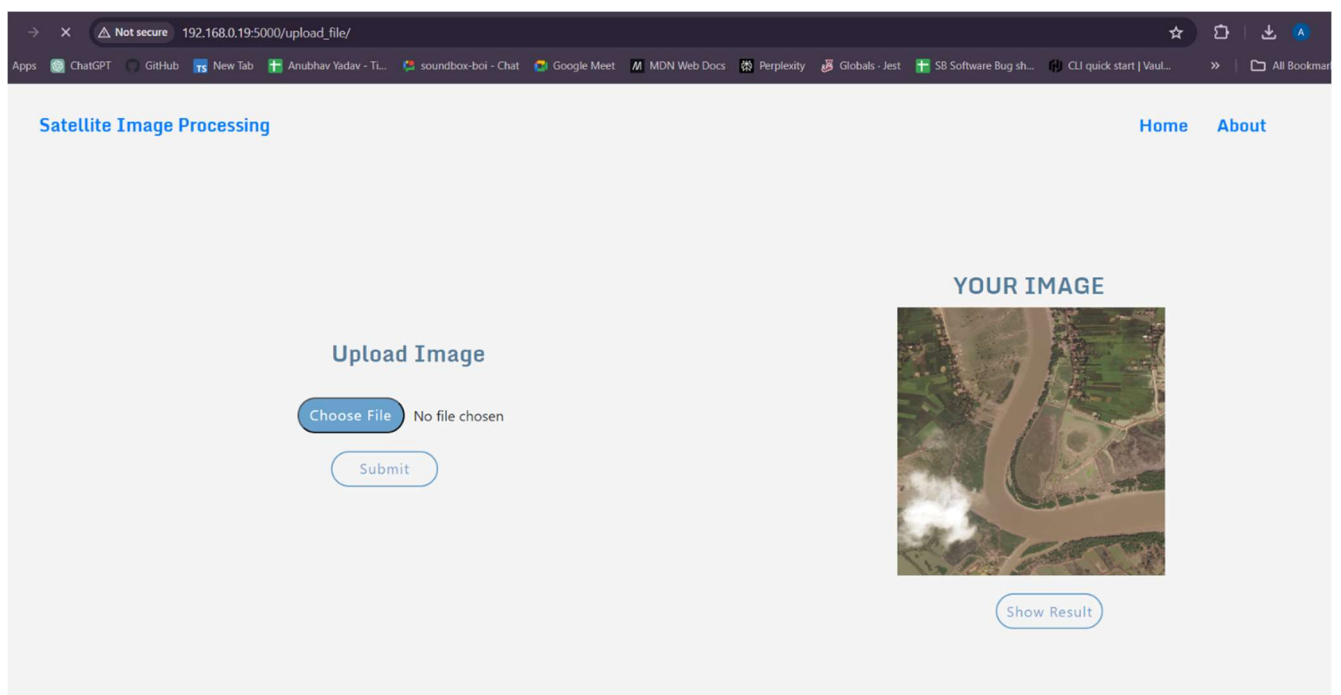 Not secure 192.168.0.19:5000/upload_file/ A
Apps ChatGPT GitHub TS New Tab Anubhav Yadav - Ti... soundbox-boi - Chat Google Meet MDN Web Docs Perplexity Globals · Jest SB Software Bug sh... CLI quick start | Vaul... » All Bookmar
Satellite Image Processing Home About
YOUR IMAGE
Upload Image
Choose File No file chosen
Submit
Show Result